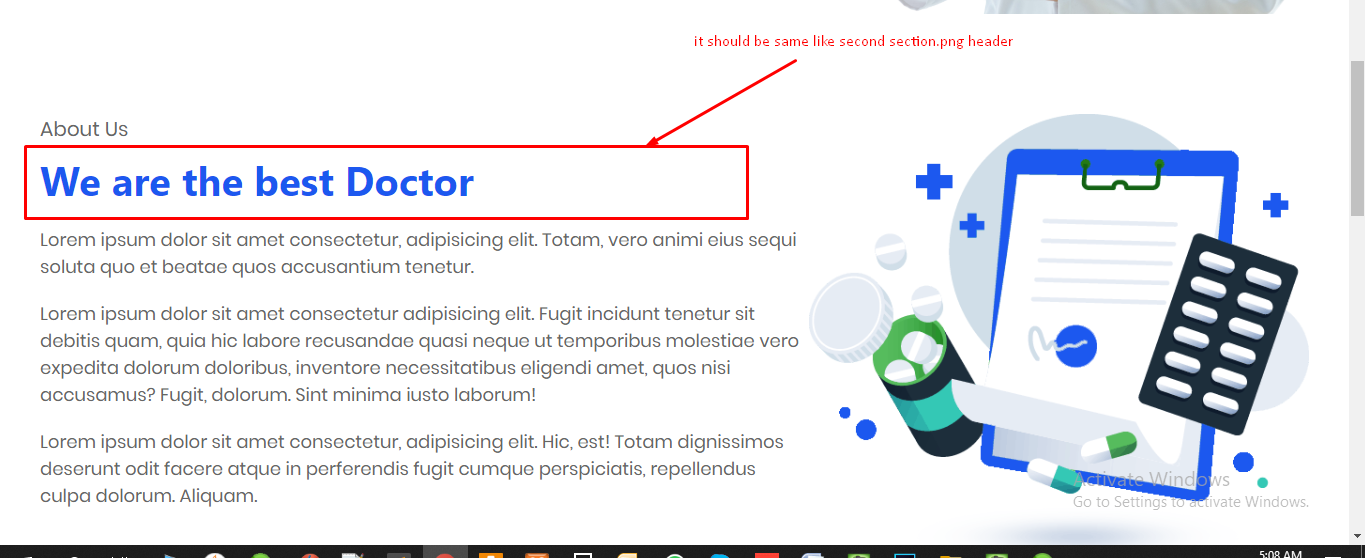 it should be same like second section.png header
About Us
We are the best Doctor
Lorem ipsum dolor sit amet consectetur, adipisicing elit. Totam, vero animi eius sequi
soluta quo et beatae quos accusantium tenetur.
Lorem ipsum dolor sit amet consectetur adipisicing elit. Fugit incidunt tenetur sit
debitis quam, quia hic labore recusandae quasi neque ut temporibus molestiae vero
expedita dolorum doloribus, inventore necessitatibus eligendi amet, quos nisi
accusamus? Fugit, dolorum. Sint minima iusto laborum!
Lorem ipsum dolor sit amet consectetur, adipisicing elit. Hic, est! Totam dignissimos
deserunt odit facere atque in perferendis fugit cumque perspiciatis, repellendus
culpa dolorum. Aliquam.
Activate Windows
Go to Settings to activate Windows.
5:08 AM